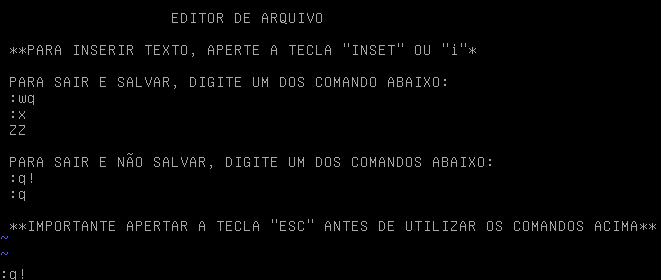 EDITOR DE ARQUIVO
**PARA INSERIR TEXTO, APERTE A TECLA "INSET" OU "i"*
PARA SAIR E SALVAR, DIGITE UM DOS COMANDO ABAIXO:
:wq
:x
ZZ
PARA SAIR E NÃO SALVAR, DIGITE UM DOS COMANDOS ABAIXO:
:q!
:q
**IMPORTANTE APERTAR A TECLA "ESC" ANTES DE UTILIZAR OS COMANDOS ACIMA**
~
~
:q!